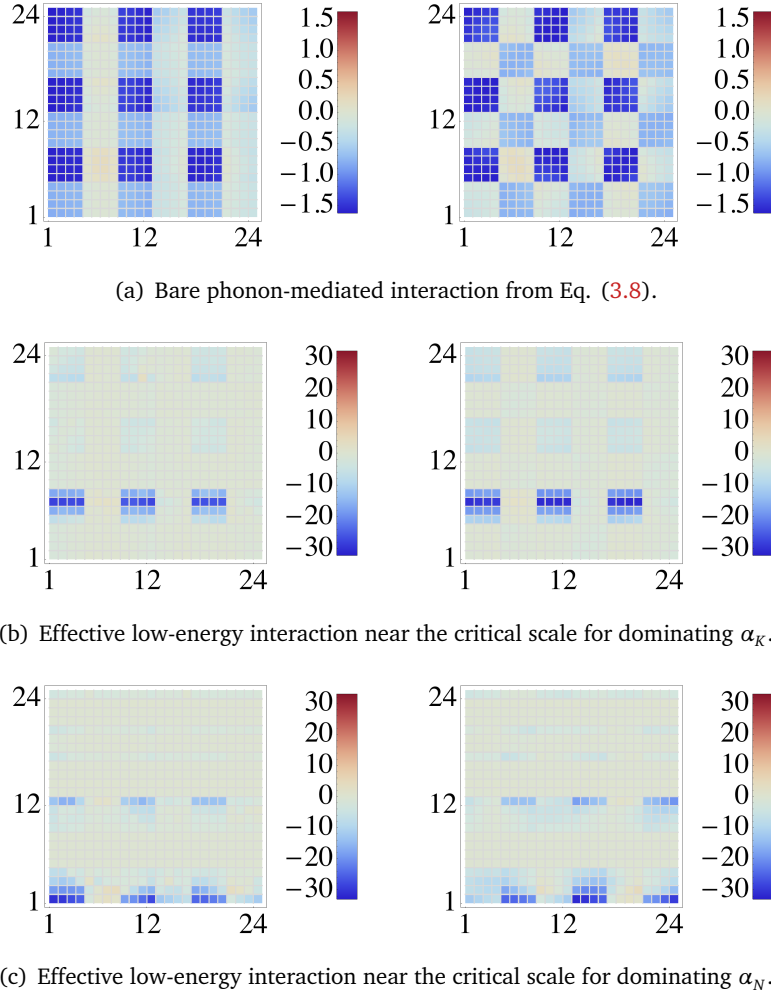 24 1.5 24 1.5
1.0 1.0
0.5 0.5
12 0.0 12 0.0
−0.5 −0.5
−1.0 −1.0
1 −1.5 1 −1.5
1 12 24 1 12 24
(a) Bare phonon-mediated interaction from Eq. (3.8).
24 30 24 30
20 20
10 10
12 0 12 0
−10 −10
−20 −20
1 −30 1 −30
1 12 24 1 12 24
(b) Effective low-energy interaction near the critical scale for dominating α_K.
24 30 24 30
20 20
10 10
12 0 12 0
−10 −10
−20 −20
1 −30 1 −30
1 12 24 1 12 24
(c) Effective low-energy interaction near the critical scale for dominating α_N.